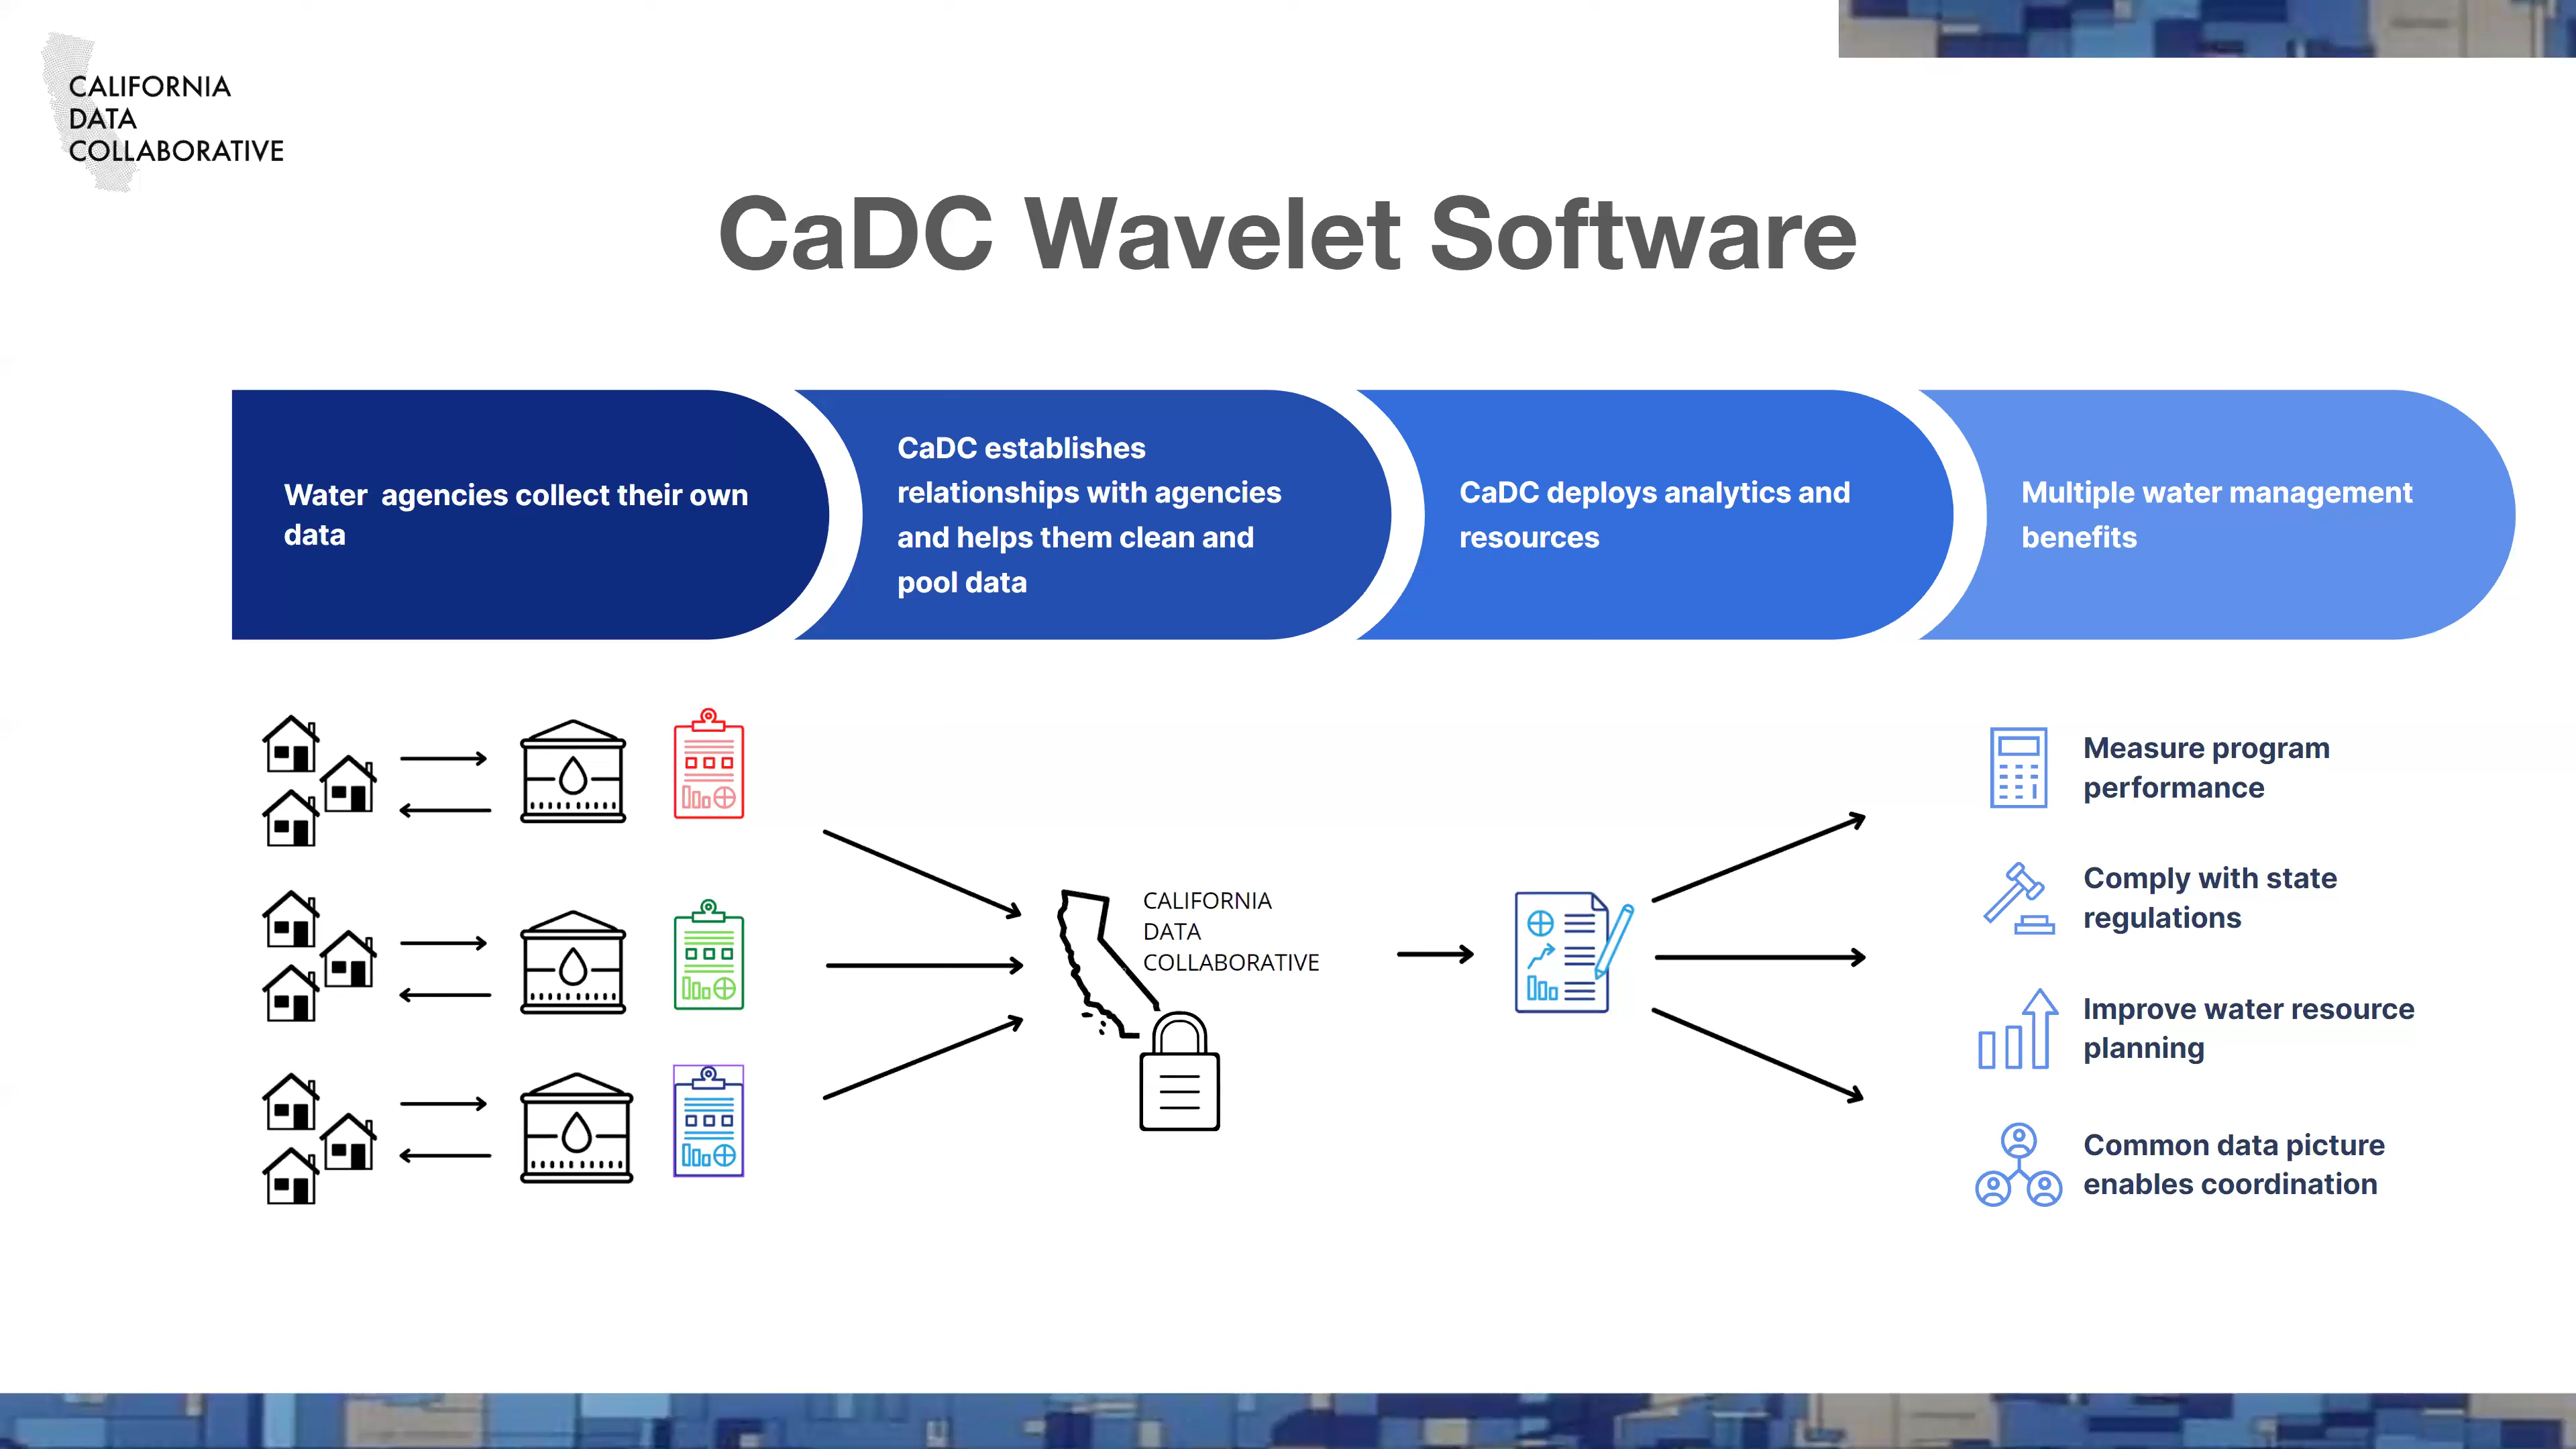 CALIFORNIA
DATA
COLLABORATIVE
CaDC Wavelet Software
Water agencies collect their own
data
CaDC establishes
relationships with agencies
and helps them clean and
pool data
CaDC deploys analytics and
resources
Multiple water management
benefits
CALIFORNIA
DATA
COLLABORATIVE
Measure program
performance
Comply with state
regulations
Improve water resource
planning
Common data picture
enables coordination